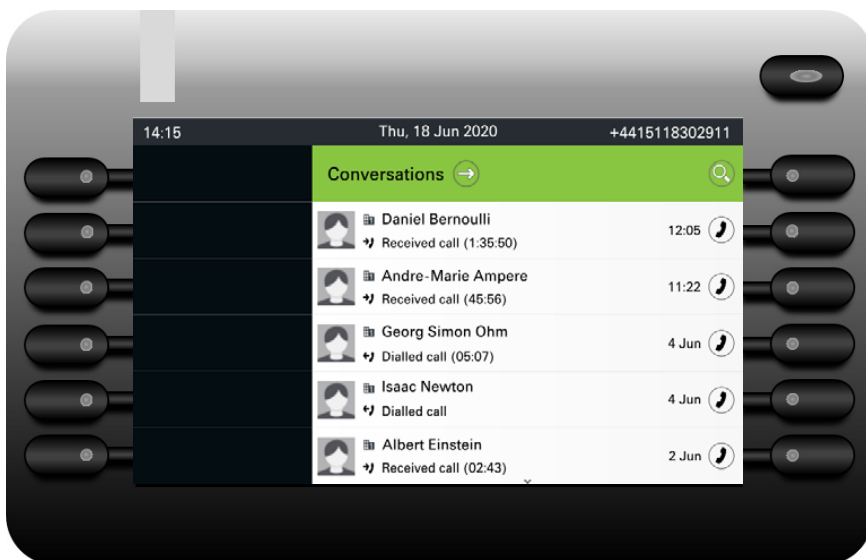 14:15 Thu, 18 Jun 2020 +4415118302911
Conversations
Daniel Bernoulli
Received call (1:35:50)
12:05
Andre-Marie Ampere
Received call (45:56)
11:22
Georg Simon Ohm
Dialled call (05:07)
4 Jun
Isaac Newton
Dialled call
4 Jun
Albert Einstein
Received call (02:43)
2 Jun